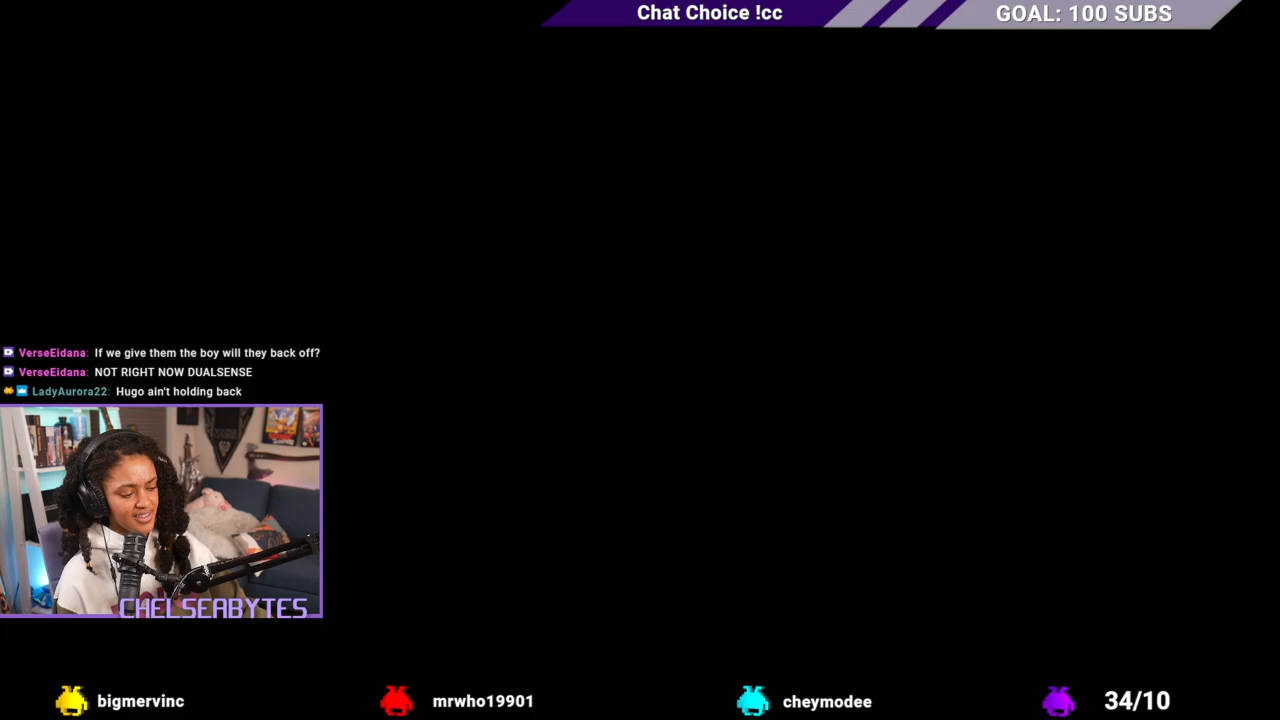 Chat Choice !cc
GOAL: 100 SUBS
VerseEidana: If we give them the boy will they back off?
VerseEidana: NOT RIGHT NOW DUALSENSE
LadyAurora22: Hugo ain't holding back
CHELSEABYTES
bigmervinc
mrwho19901
cheymodee
34/10